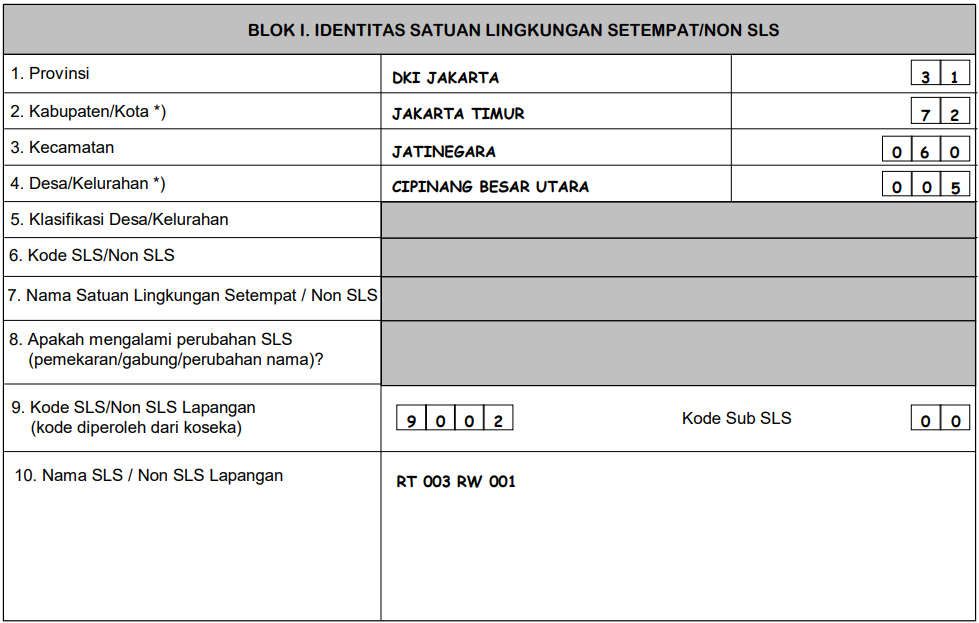 BLOK I. IDENTITAS SATUAN LINGKUNGAN SETEMPAT/NON SLS
1. Provinsi DKI JAKARTA 3 1
2. Kabupaten/Kota *) JAKARTA TIMUR 7 2
3. Kecamatan JATINEGARA 0 6 0
4. Desa/Kelurahan *) CIPINANG BESAR UTARA 0 0 5
5. Klasifikasi Desa/Kelurahan
6. Kode SLS/Non SLS
7. Nama Satuan Lingkungan Setempat / Non SLS
8. Apakah mengalami perubahan SLS
(pemekaran/gabung/perubahan nama)?
9. Kode SLS/Non SLS Lapangan
(kode diperoleh dari koseka)
9 0 0 2 Kode Sub SLS 0 0
10. Nama SLS / Non SLS Lapangan
RT 003 RW 001